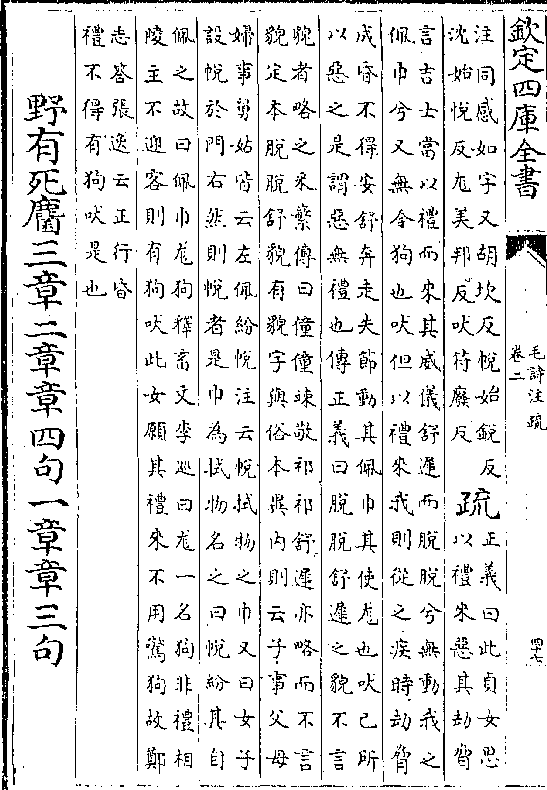 欽定四庫全書
毛詩注疏
卷二
四十七
注同感如字又胡坎反帨始銳反
沈始悅反尨美邦反吠符廢反
疏
正義曰此貞女思
以禮來惡其劫脅
言吉士當以禮而來其威儀舒遲而脫脫兮無動我之
佩巾兮又無令狗也吠但以禮來我則從之疾時劫脅
成昏不得安舒奔走失節動其佩巾其使尨也吠已所
以惡之是謂惡無禮也傳正義曰脫脫舒遲之貌不言
貌者略之采蘩傳曰僮僮竦敬祁祁舒遲亦略而不言
貌定本脫脫舒貌有貌字與俗本異內則云子事父母
婦事舅姑皆云左佩紛帨注云帨拭物之巾又曰女子
設帨於門右然則帨者是巾為拭物名之曰帨紛其自
佩之故曰佩巾尨狗釋畜文李巡曰尨一名狗非禮相
陵主不迎客則有狗吠此女願其禮來不用驚狗故鄭
志答張逸云正行昏
禮不得有狗吠是也
野有死麕三章二章章四句一章章三句